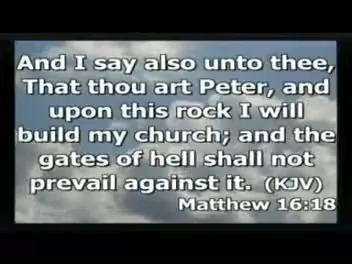 And I say also unto thee,
That thou art Peter, and
upon this rock I will
build my church; and the
gates of hell shall not
prevail against it. (KJV)
Matthew 16:18